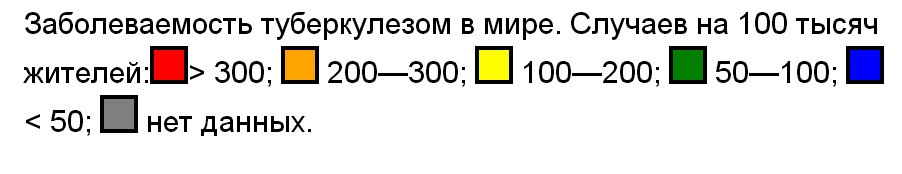 Заболеваемость туберкулезом в мире. Случаев на 100 тысяч
жителей: > 300; 200—300; 100—200; 50—100;
< 50; нет данных.